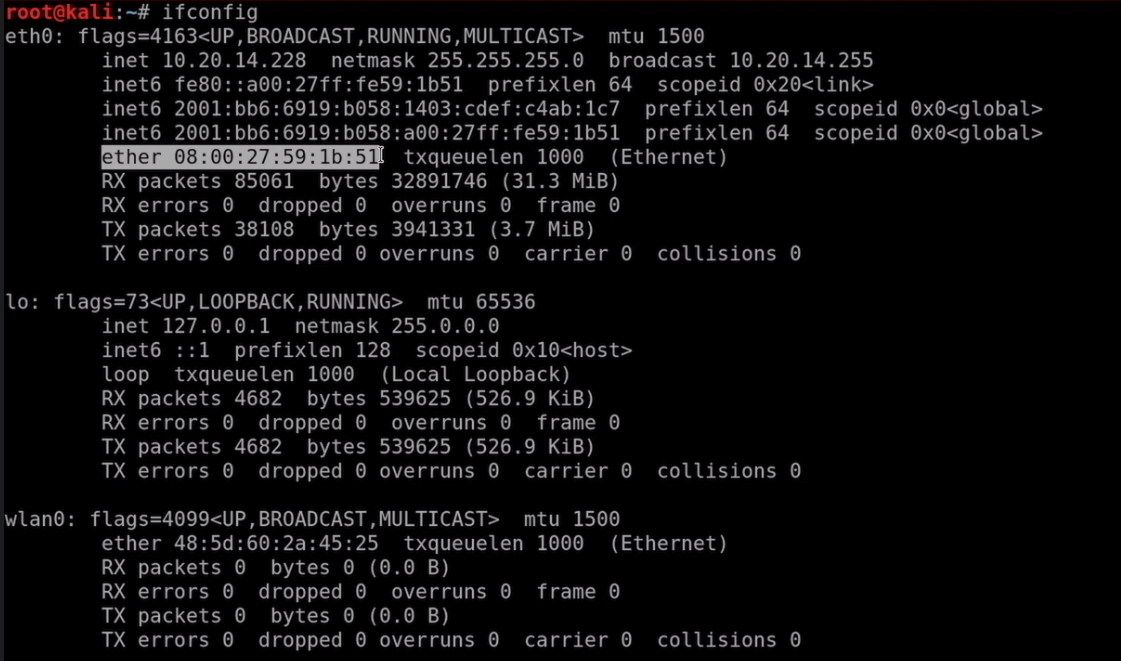 root@kali:~# ifconfig
eth0: flags=4163<UP,BROADCAST,RUNNING,MULTICAST>  mtu 1500
        inet 10.20.14.228  netmask 255.255.255.0  broadcast 10.20.14.255
        inet6 fe80::a00:27ff:fe59:1b51  prefixlen 64  scopeid 0x20<link>
        inet6 2001:bb6:6919:b058:1403:cdef:c4ab:1c7  prefixlen 64  scopeid 0x0<global>
        inet6 2001:bb6:6919:b058:a00:27ff:fe59:1b51  prefixlen 64  scopeid 0x0<global>
        ether 08:00:27:59:1b:51  txqueuelen 1000  (Ethernet)
        RX packets 85061  bytes 32891746 (31.3 MiB)
        RX errors 0  dropped 0  overruns 0  frame 0
        TX packets 38108  bytes 3941331 (3.7 MiB)
        TX errors 0  dropped 0 overruns 0  carrier 0  collisions 0

lo: flags=73<UP,LOOPBACK,RUNNING>  mtu 65536
        inet 127.0.0.1  netmask 255.0.0.0
        inet6 ::1  prefixlen 128  scopeid 0x10<host>
        loop  txqueuelen 1000  (Local Loopback)
        RX packets 4682  bytes 539625 (526.9 KiB)
        RX errors 0  dropped 0  overruns 0  frame 0
        TX packets 4682  bytes 539625 (526.9 KiB)
        TX errors 0  dropped 0 overruns 0  carrier 0  collisions 0

wlan0: flags=4099<UP,BROADCAST,MULTICAST>  mtu 1500
        ether 48:5d:60:2a:45:25  txqueuelen 1000  (Ethernet)
        RX packets 0  bytes 0 (0.0 B)
        RX errors 0  dropped 0  overruns 0  frame 0
        TX packets 0  bytes 0 (0.0 B)
        TX errors 0  dropped 0 overruns 0  carrier 0  collisions 0